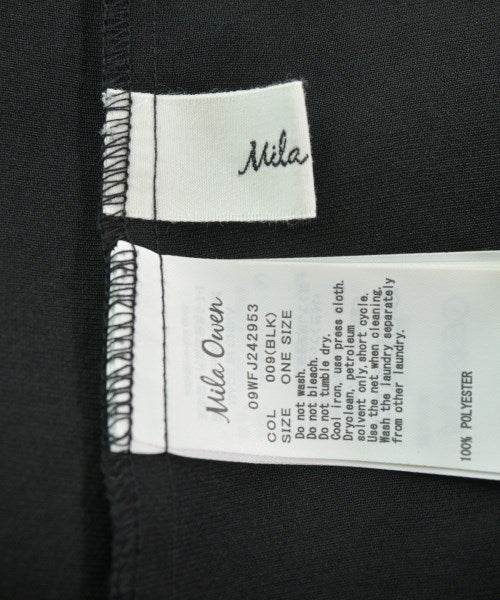 Mila
Mila Owen
09WFJ242953
COL 009(BLK)
SIZE ONE SIZE
Do not wash.
Do not bleach.
Do not tumble dry.
Cool iron, use press cloth.
Dryclean, petroleum
solvent only, short cycle.
Use the net when cleaning.
Wash the laundry separately
from other laundry.
100% POLYESTER